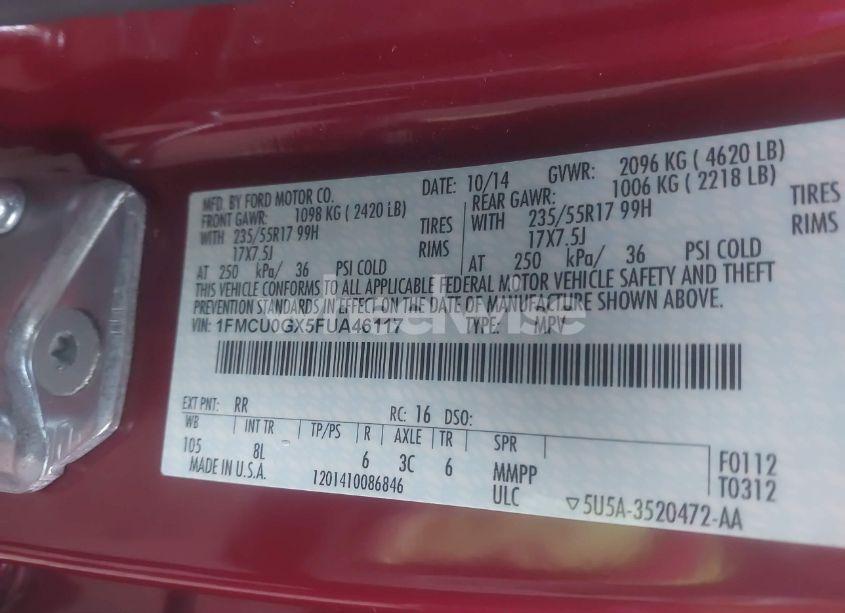 MFD. BY FORD MOTOR CO. DATE: 10/14 GVWR: 2096 KG ( 4620 LB)
FRONT GAWR: 1098 KG ( 2420 LB) REAR GAWR: 1006 KG ( 2218 LB)
WITH 235/55R17 99H TIRES WITH 235/55R17 99H TIRES
17X7.5J RIMS 17X7.5J RIMS
AT 250 kPa/ 36 PSI COLD AT 250 kPa/ 36 PSI COLD
THIS VEHICLE CONFORMS TO ALL APPLICABLE FEDERAL MOTOR VEHICLE SAFETY AND THEFT
PREVENTION STANDARDS IN EFFECT ON THE DATE OF MANUFACTURE SHOWN ABOVE.
VIN: 1FMCU0GX5FUA46117 TYPE: MPV
EXT PNT: RR RC: 16 DSO:
WB INT TR TP/PS R AXLE TR SPR
105 8L 6 3C 6 MMPP F0112
MADE IN U.S.A. 1201410086846 ULC T0312
▽5U5A-3520472-AA